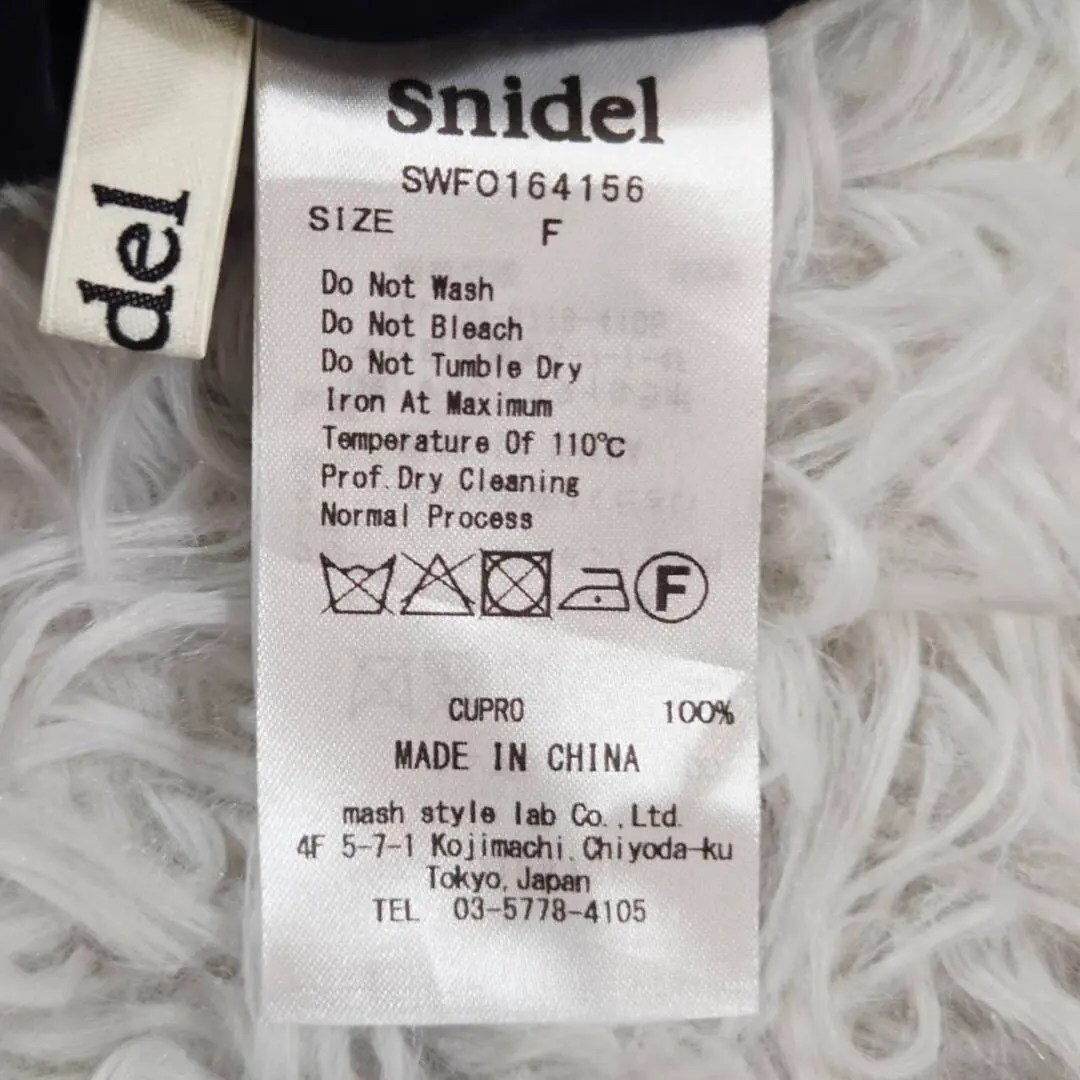 del
Snidel
SWFO164156
SIZE F
Do Not Wash
Do Not Bleach
Do Not Tumble Dry
Iron At Maximum
Temperature Of 110℃
Prof.Dry Cleaning
Normal Process
F
CUPRO 100%
MADE IN CHINA
mash style lab Co.,Ltd.
4F 5-7-1 Kojimachi,Chiyoda-ku
Tokyo,Japan
TEL 03-5778-4105